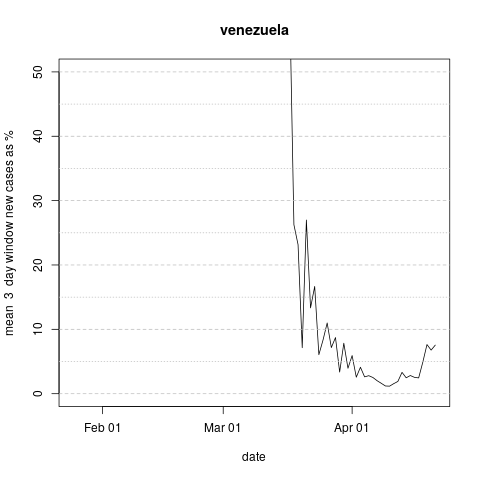 venezuela
mean 3 day window new cases as %
50
40
30
20
10
0
Feb 01
Mar 01
Apr 01
date